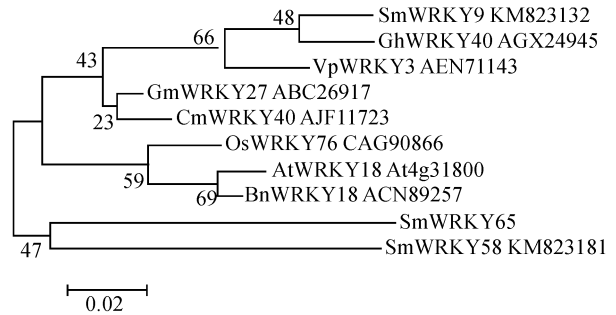 48
SmWRKY9 KM823132
66
GhWRKY40 AGX24945
43
VpWRKY3 AEN71143
GmWRKY27 ABC26917
23
CmWRKY40 AJF11723
OsWRKY76 CAG90866
59
AtWRKY18 At4g31800
69
BnWRKY18 ACN89257
SmWRKY65
47
SmWRKY58 KM823181
0.02